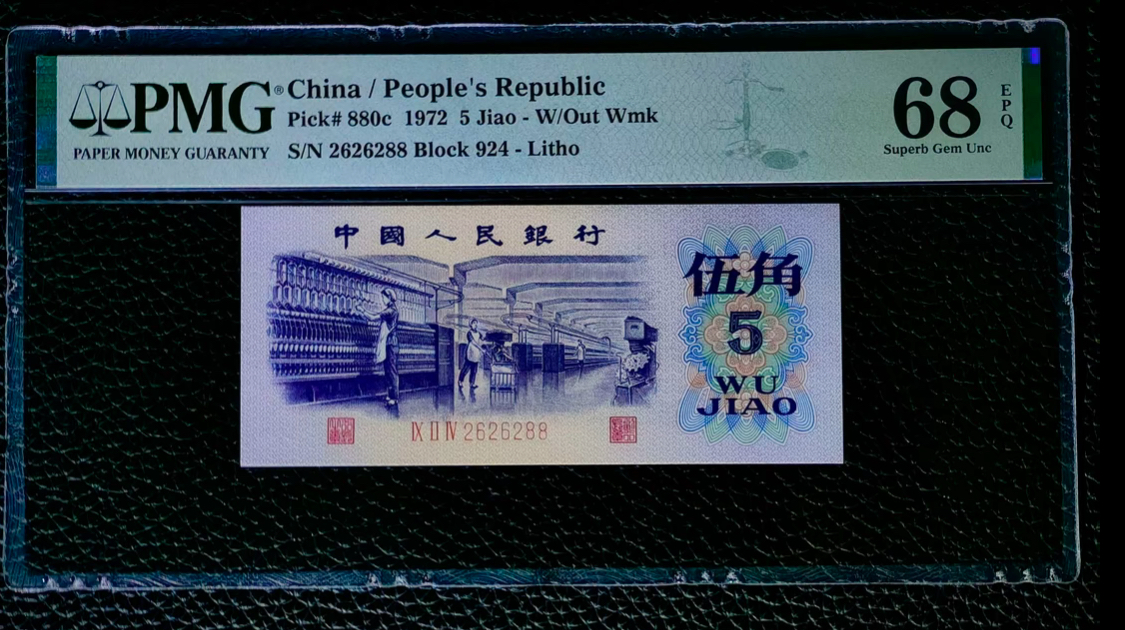 PMG®
PAPER MONEY GUARANTY
China / People's Republic
Pick# 880c 1972 5 Jiao - W/Out Wmk
S/N 2626288 Block 924 - Litho
68
EPQ
Superb Gem Unc
中國人民銀行
伍角
5
WU
JIAO
IX II IV 2626288